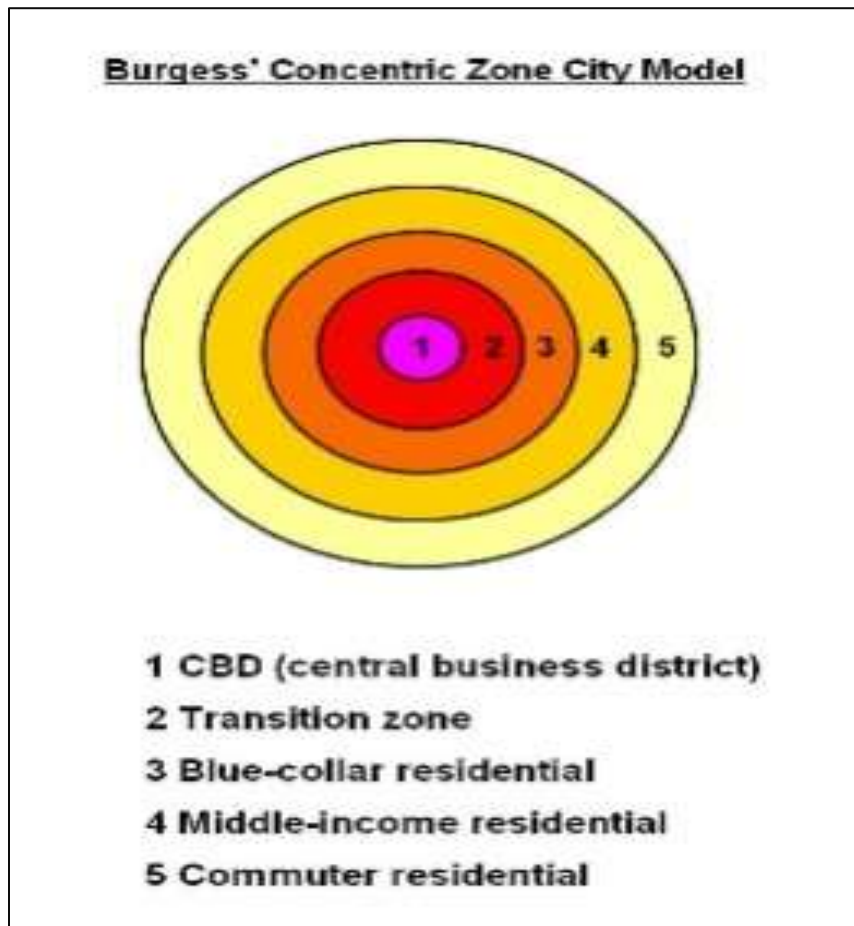 Burgess' Concentric Zone City Model
1 2 3 4 5
1 CBD (central business district)
2 Transition zone
3 Blue-collar residential
4 Middle-income residential
5 Commuter residential